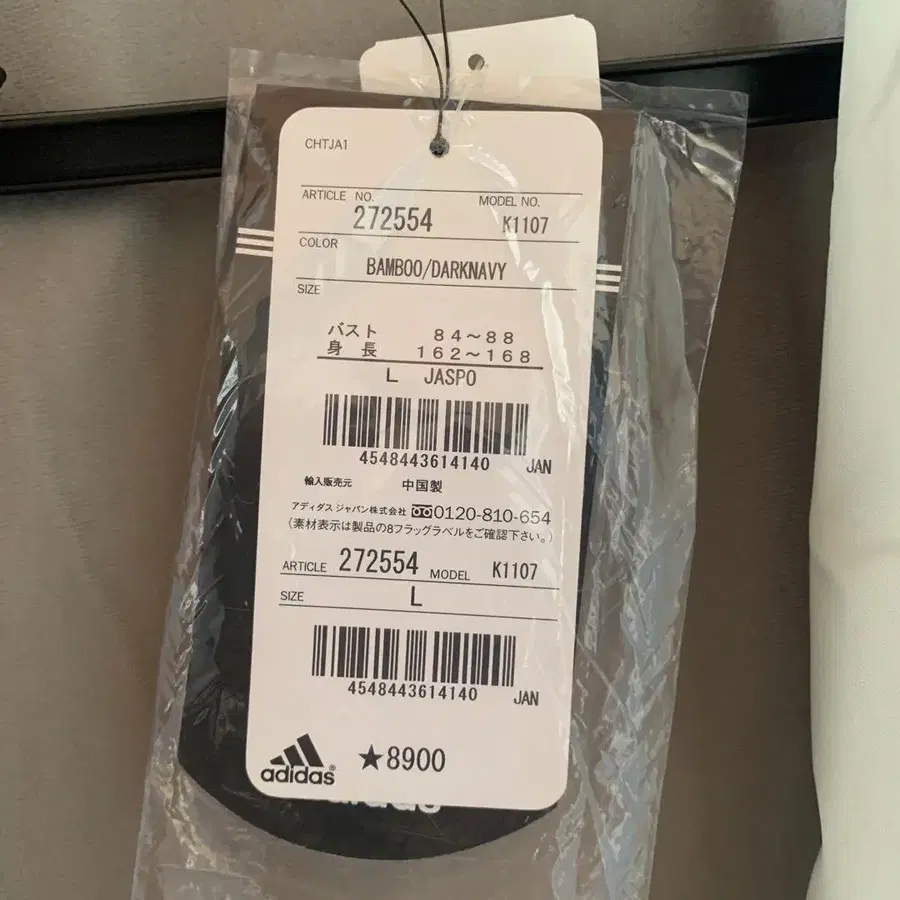 CHTJA1
ARTICLE NO. 272554 MODEL NO. K1107
COLOR
BAMBOO/DARKNAVY
SIZE
バスト 84～88
身長 162～168
L JASPO
4548443614140 JAN
輸入販売元 中国製
アディダス ジャパン株式会社 0120-810-654
(素材表示は製品の8フラッグラベルをご確認下さい。)
ARTICLE 272554 MODEL K1107
SIZE L
4548443614140 JAN
adidas® ★8900